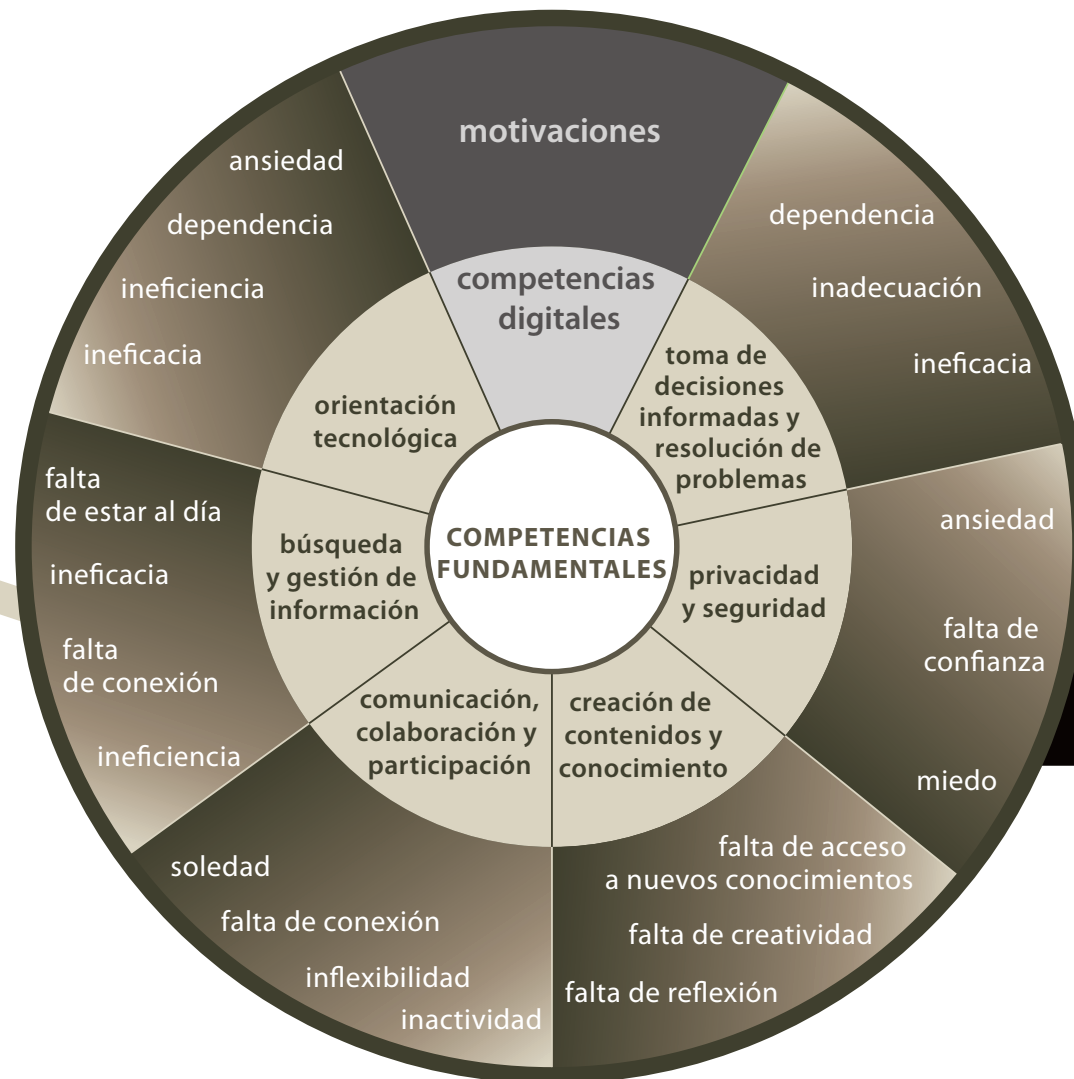 motivaciones
competencias
digitales
COMPETENCIAS
FUNDAMENTALES
toma de
decisiones
informadas y
resolución de
problemas
dependencia
inadecuación
ineficacia
privacidad
y seguridad
ansiedad
falta de
confianza
miedo
creación de
contenidos y
conocimiento
falta de acceso
a nuevos conocimientos
falta de creatividad
falta de reflexión
comunicación,
colaboración y
participación
soledad
falta de conexión
inflexibilidad
inactividad
búsqueda
y gestión de
información
falta
de estar al día
ineficacia
falta
de conexión
ineficiencia
orientación
tecnológica
ansiedad
dependencia
ineficiencia
ineficacia